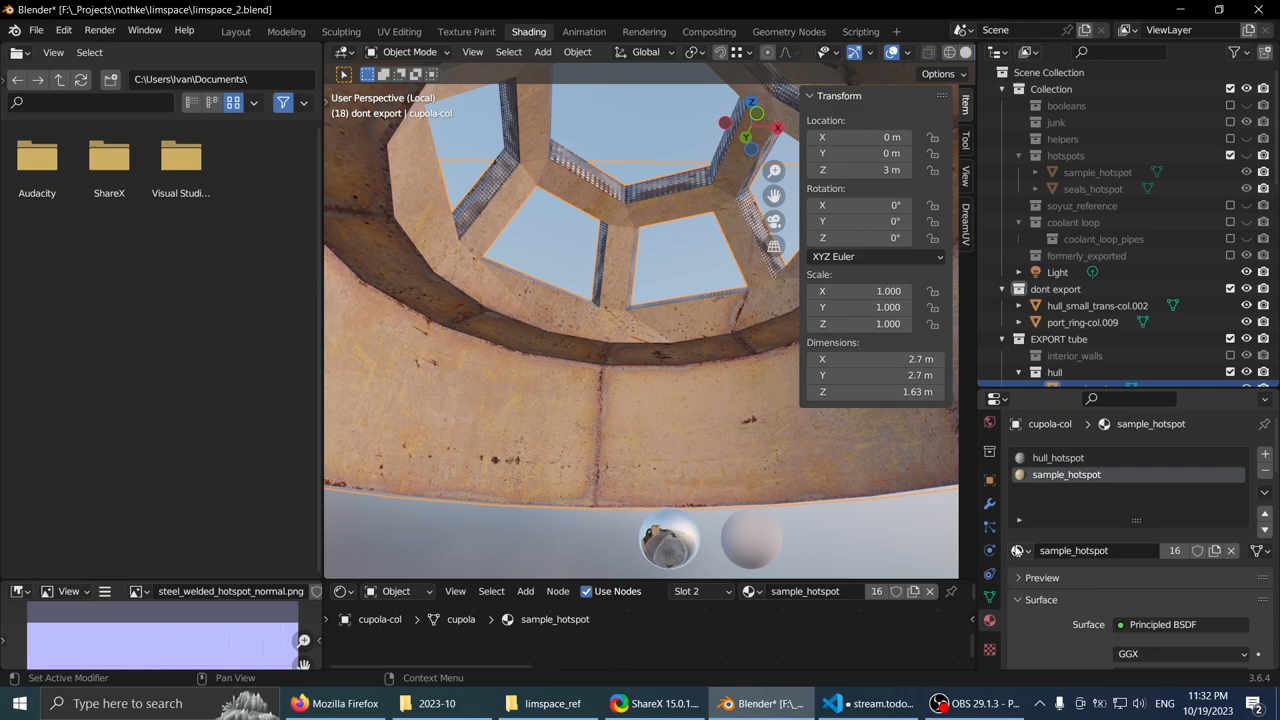 Blender* [F:\_Projects\nothke\limspace\limspace_2.blend]
File Edit Render Window Help Layout Modeling Sculpting UV Editing Texture Paint Shading Animation Rendering Compositing Geometry Nodes Scripting + Scene ViewLayer
View Select Object Mode View Select Add Object Global
C:\Users\Ivan\Documents\ Options
User Perspective (Local)
(18) dont export | cupola-col
Audacity ShareX Visual Studi...
Z
X
Y
Transform
Location:
X 0 m
Y 0 m
Z 3 m
Rotation:
X 0°
Y 0°
Z 0°
XYZ Euler
Scale:
X 1.000
Y 1.000
Z 1.000
Dimensions:
X 2.7 m
Y 2.7 m
Z 1.63 m
Item
Tool
View
DreamUV
Scene Collection
Collection
booleans
junk
helpers
hotspots
sample_hotspot
seals_hotspot
soyuz_reference
coolant loop
coolant_loop_pipes
formerly_exported
Light
dont export
hull_small_trans-col.002
port_ring-col.009
EXPORT tube
interior_walls
hull
cupola-col sample_hotspot
hull_hotspot
sample_hotspot
sample_hotspot 16
Preview
Surface
Surface Principled BSDF
GGX
View steel_welded_hotspot_normal.png
Object View Select Add Node Use Nodes Slot 2 sample_hotspot 16
cupola-col cupola sample_hotspot
Set Active Modifier Pan View Context Menu 3.6.4
Type here to search Mozilla Firefox 2023-10 limspace_ref ShareX 15.0.1... Blender* [F:\_... stream.todo... OBS 29.1.3 - P... ENG 11:32 PM
10/19/2023 2